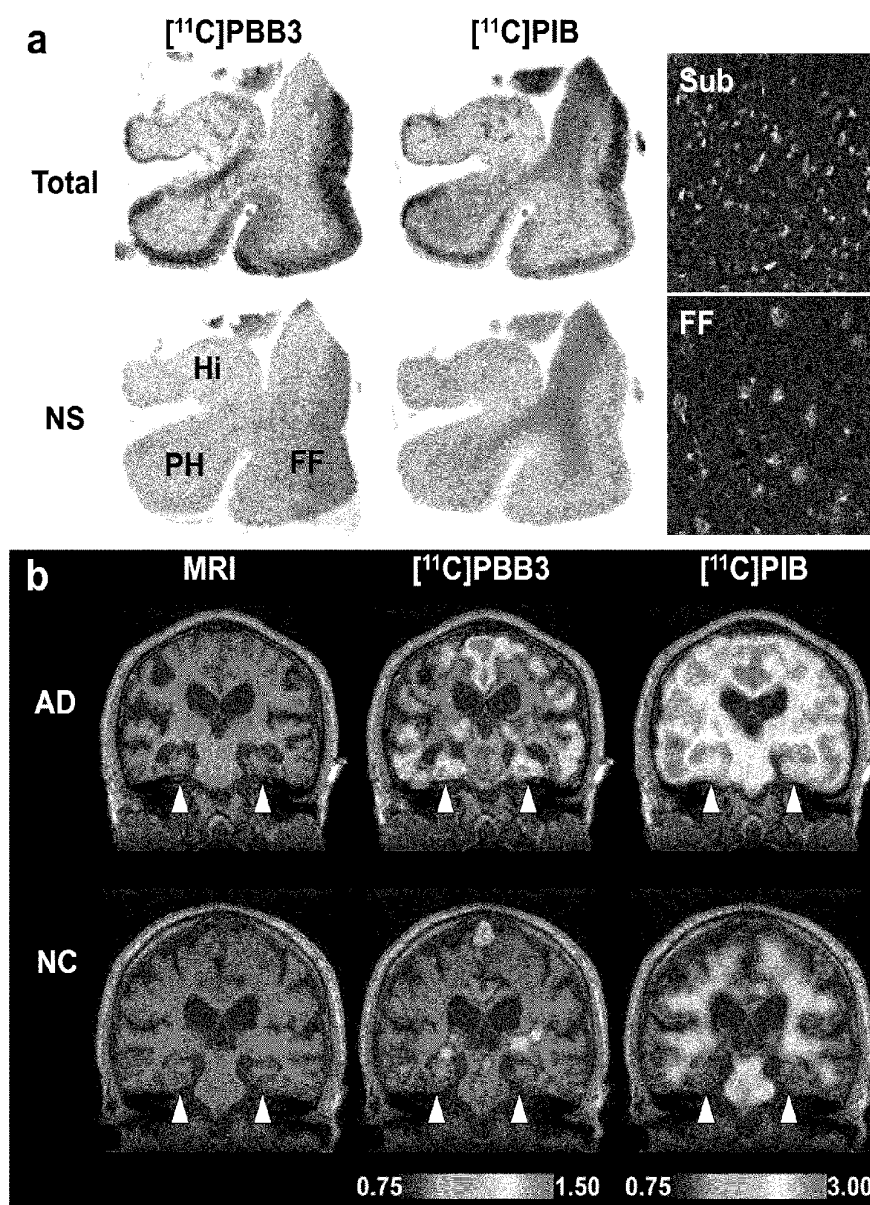 a
[¹¹C]PBB3
[¹¹C]PIB
Sub
Total
FF
NS
Hi
PH
FF
b
MRI
[¹¹C]PBB3
[¹¹C]PIB
AD
NC
0.75
1.50
0.75
3.00